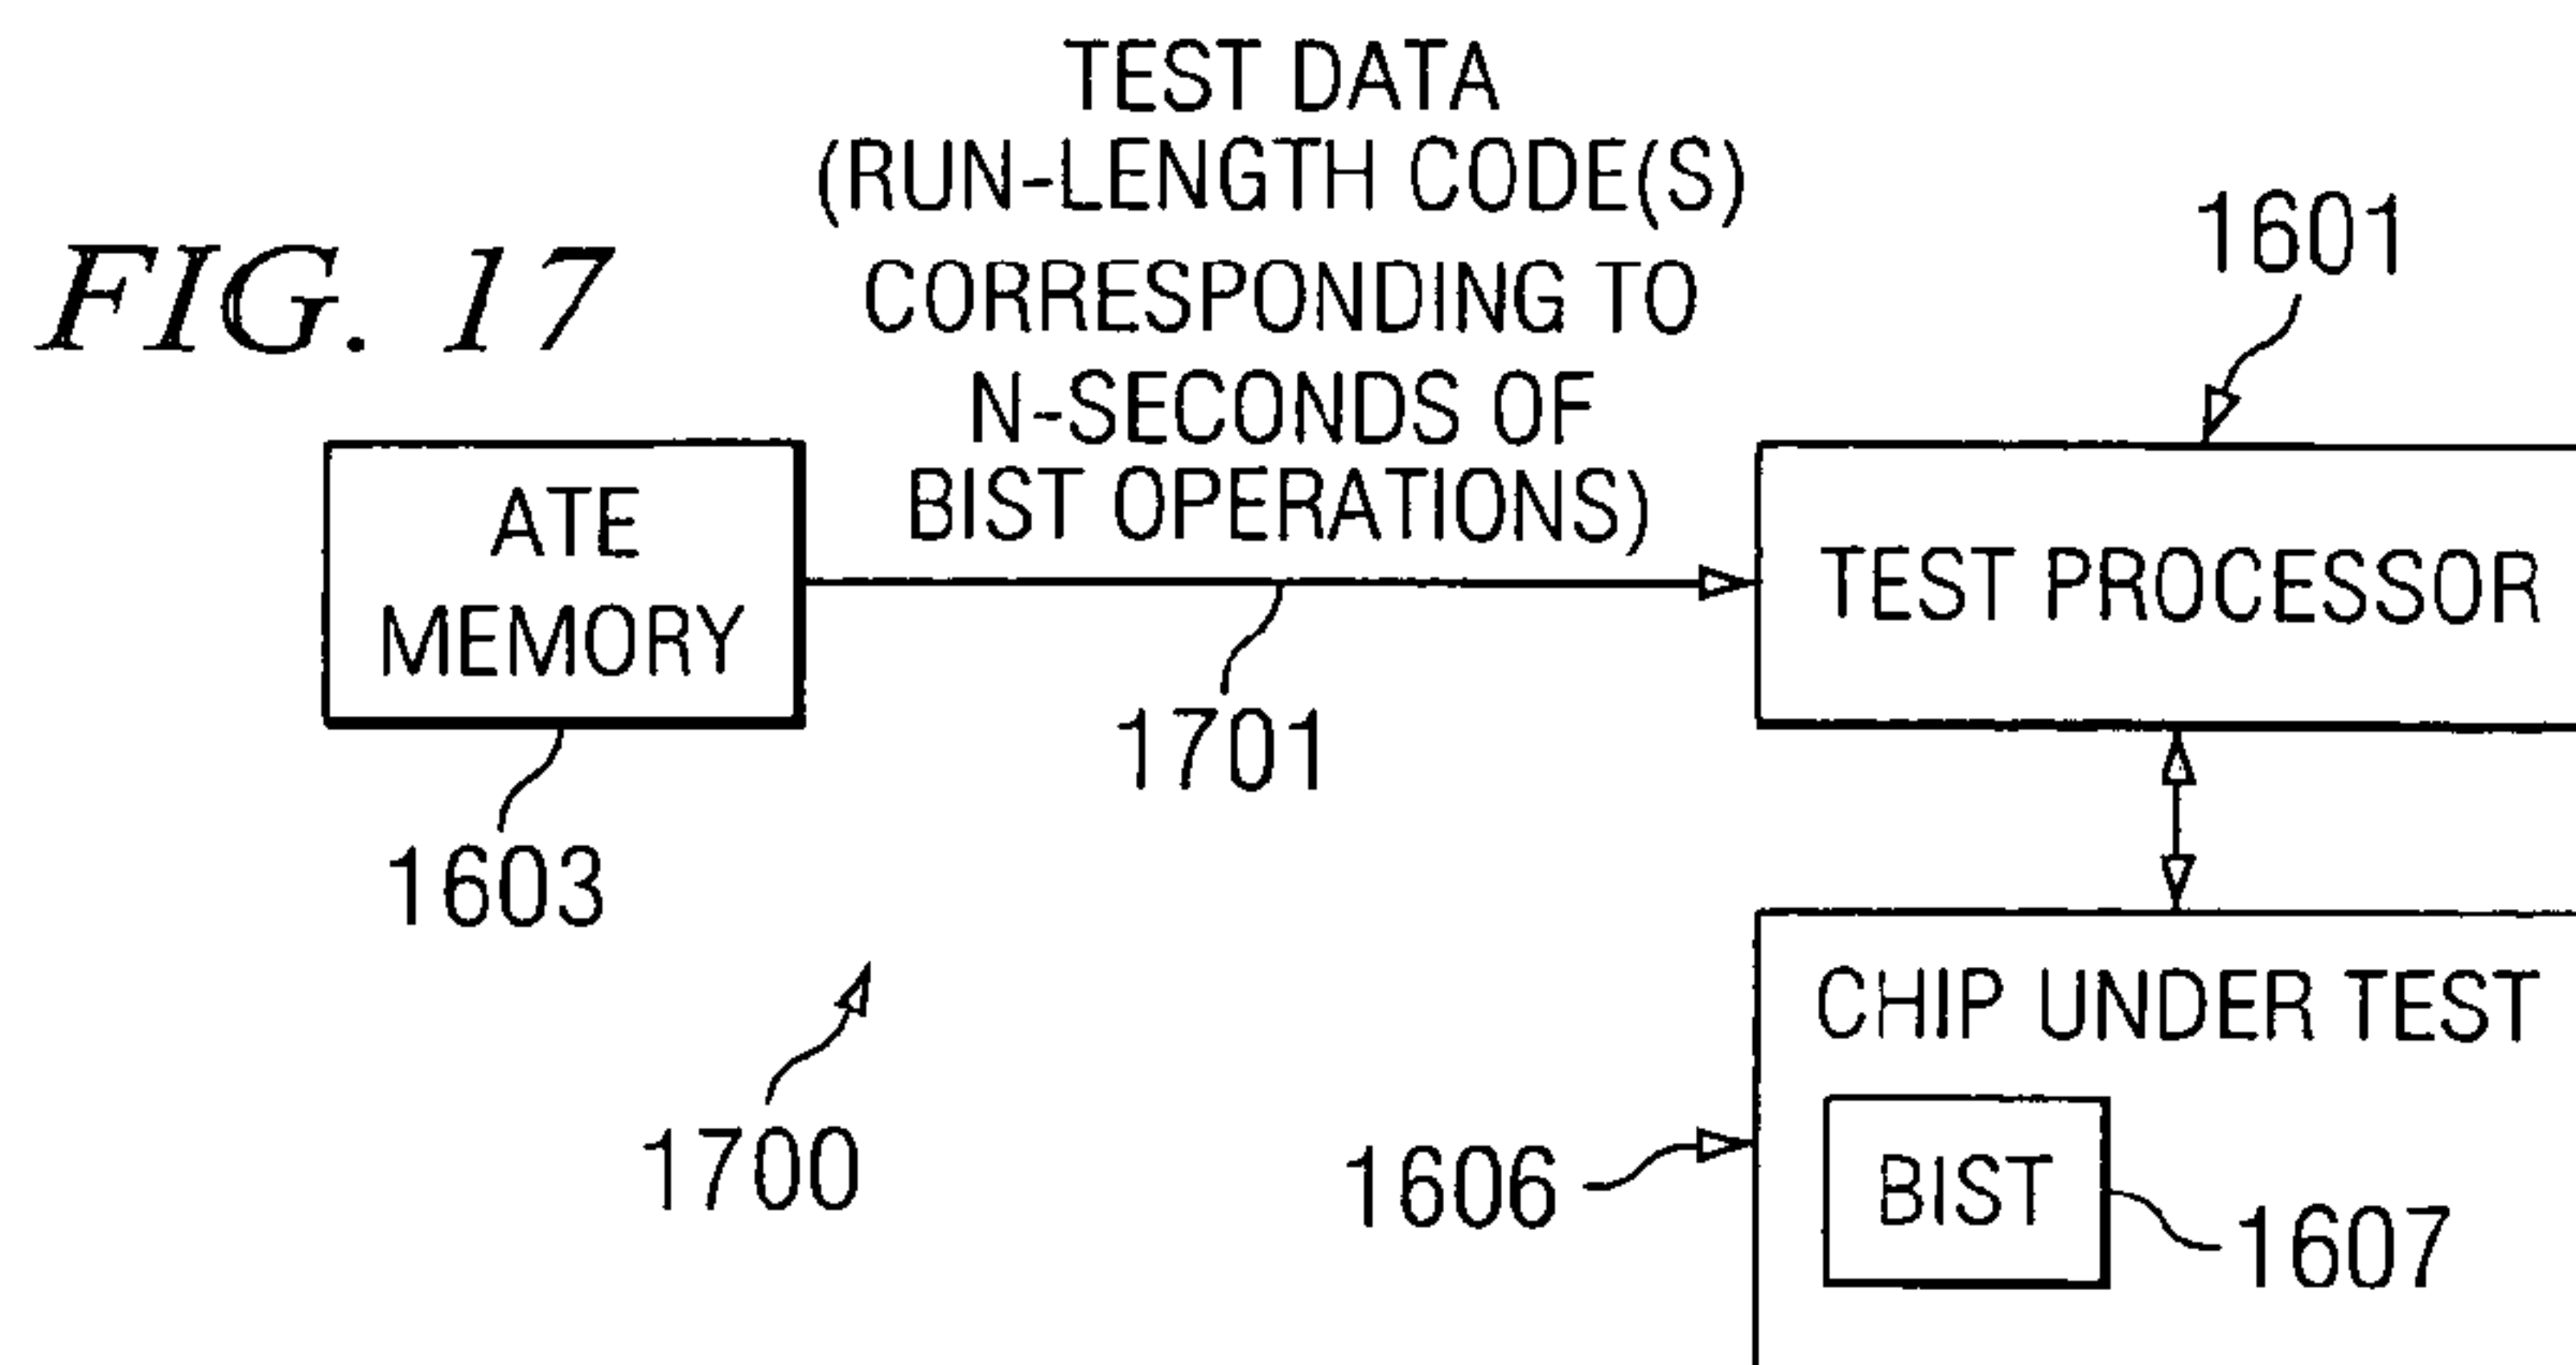 FIG. 17
TEST DATA
(RUN-LENGTH CODE(S)
CORRESPONDING TO
N-SECONDS OF
BIST OPERATIONS)
1601
ATE
MEMORY
TEST PROCESSOR
1701
1603
CHIP UNDER TEST
1700
1606
BIST
1607